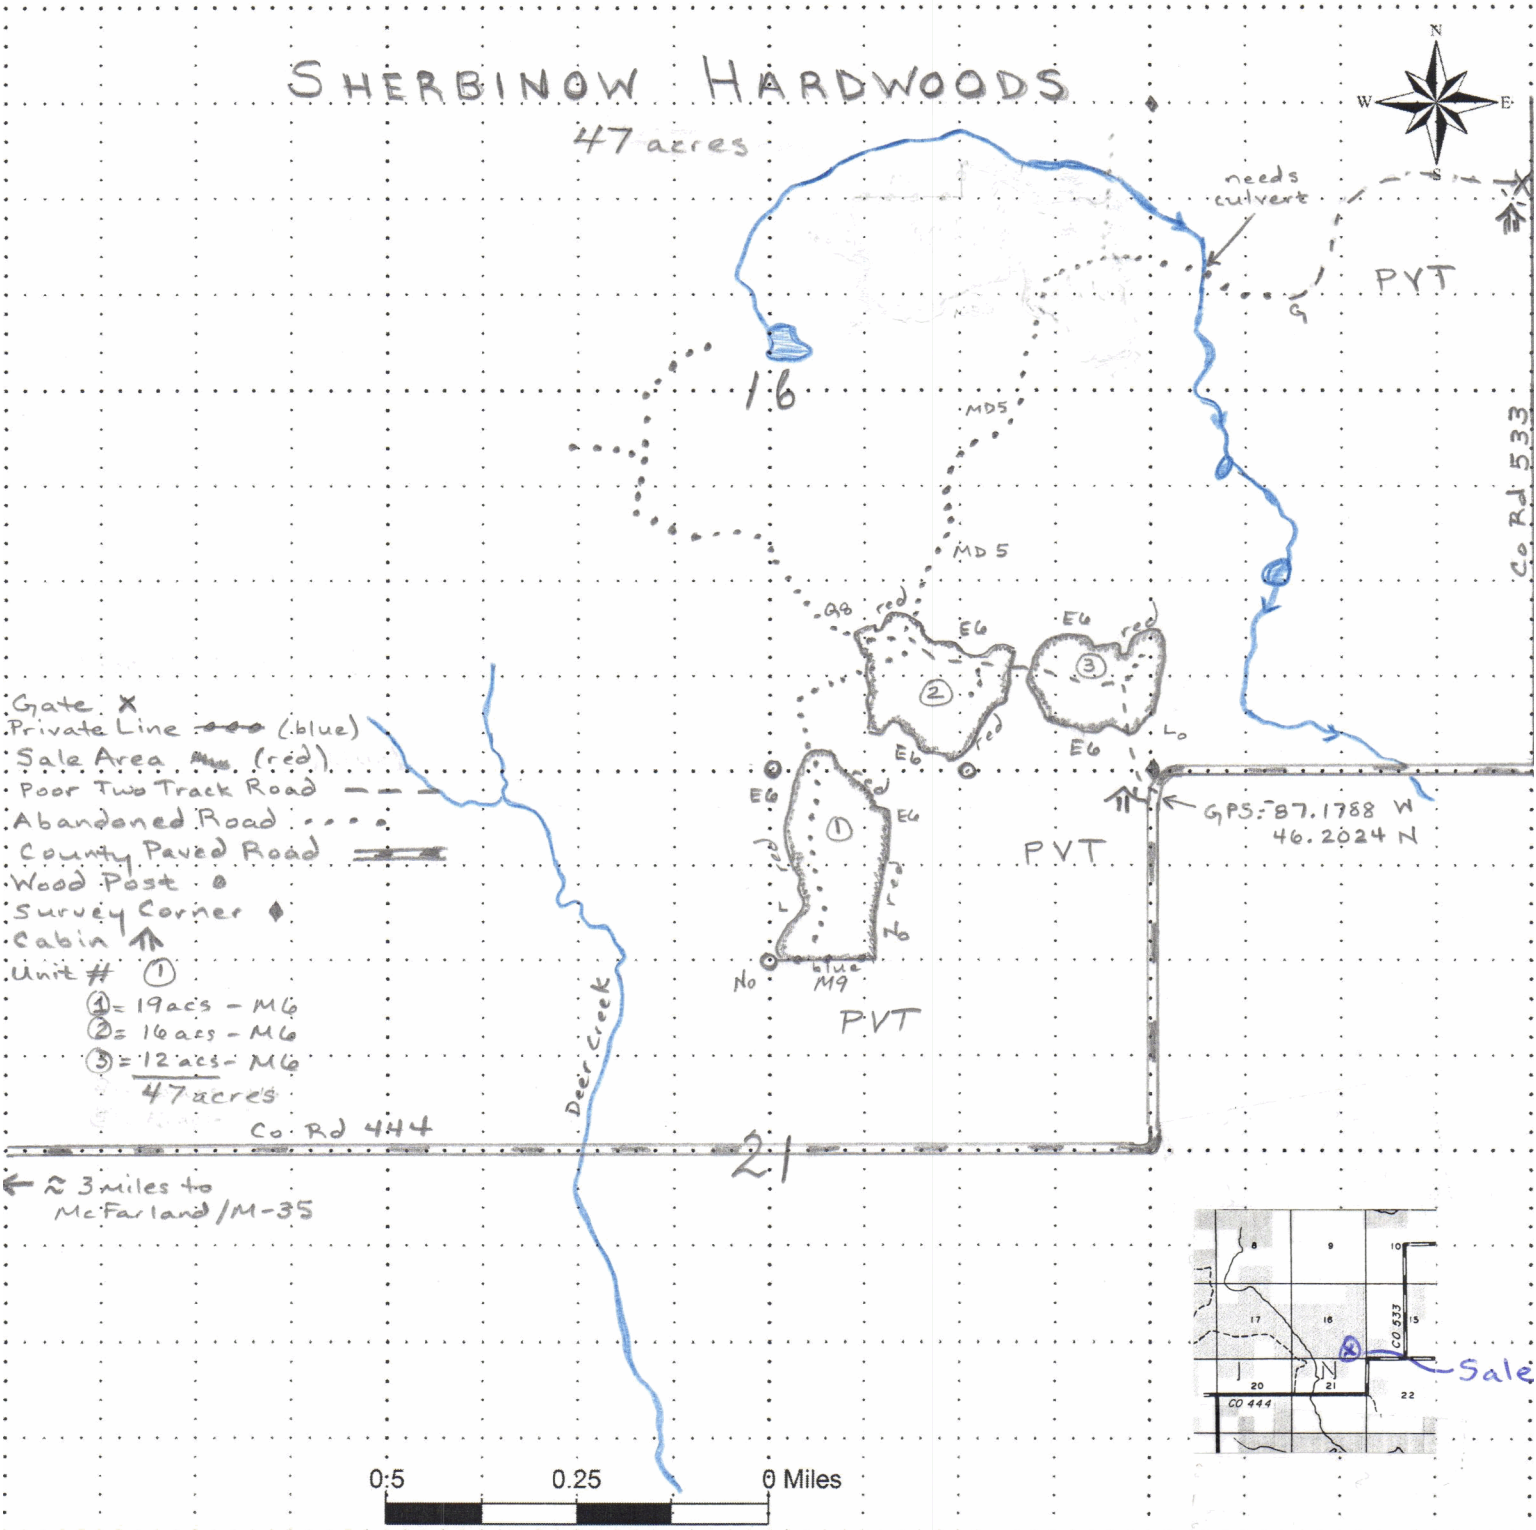 SHERBINOW HARDWOODS
47 acres
N
W
E
S
needs
culvert
PVT
G
16
MD5
Co Rd 533
MD5
Q8
red
E6
E6
red
3
2
Gate X
Private Line (blue)
Sale Area (red)
Poor Two Track Road
Abandoned Road
County Paved Road
Wood Post
Survey Corner
Cabin
Unit # 1
1 = 19 acs - M6
2 = 16 acs - M6
3 = 12 acs - M6
47 acres
red
E6
E6
Lo
E6
red
E6
1
GPS: -87.1788 W
46.2024 N
PVT
red
red
L
No
No
blue
M9
PVT
Deer Creek
Co Rd 444
21
≈ 3 miles to
McFarland/M-35
8
9
10
17
16
15
CO 533
X
Sale
J N
20
21
22
CO 444
0.5
0.25
0 Miles